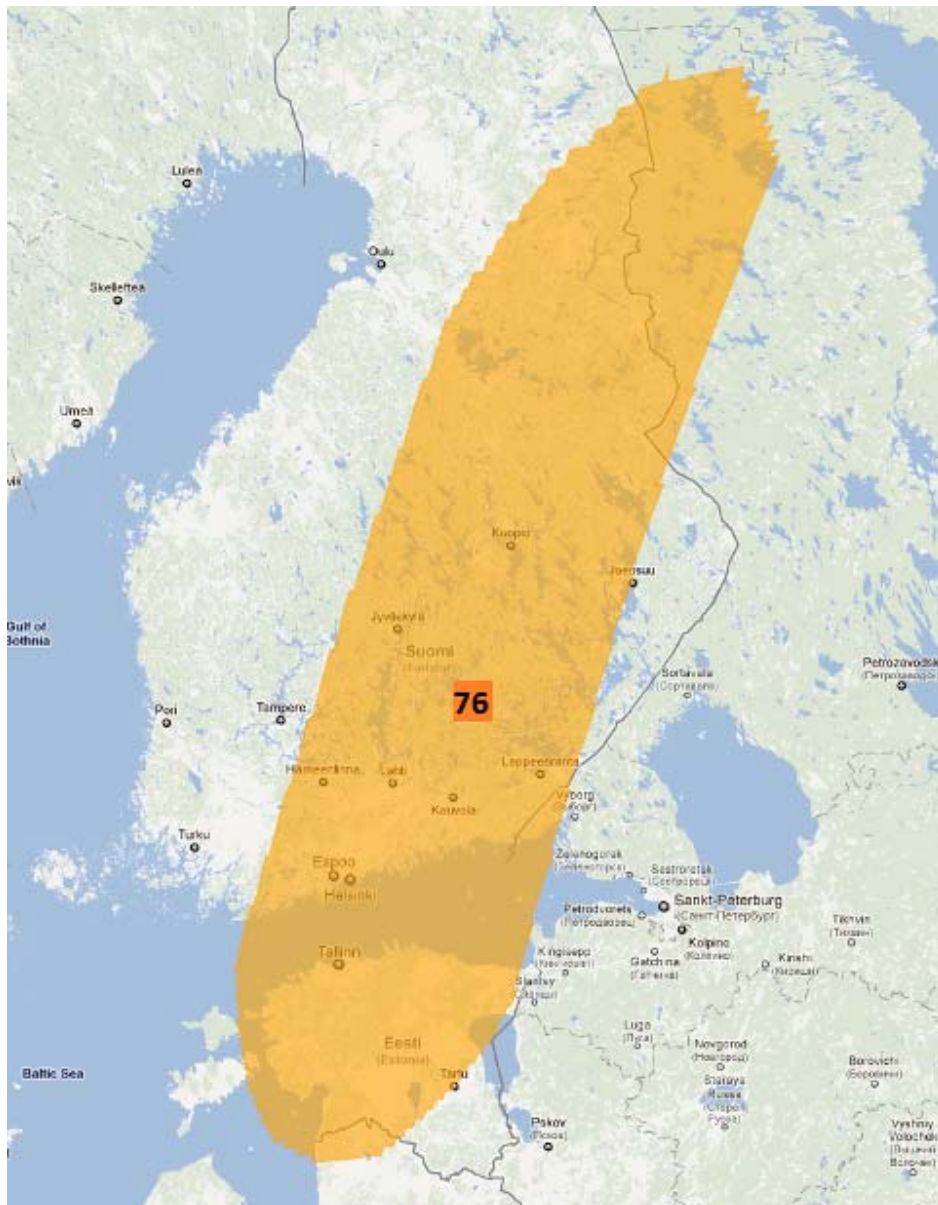 Lulea
Oulu
Skelleftea
Umeå
Kuopio
Joensuu
Jyväskylä
Gulf of
Bothnia
Suomi
(Finland)
Sortavala
(Сортавала)
Petrozavodsk
(Петрозаводск)
76
Pori
Tampere
Hämeenlinna
Lahti
Lappeenranta
Kouvola
Vyborg
(Выборг)
Turku
Zelenogorsk
(Зеленогорск)
Sestroretsk
(Сестрорецк)
Espoo
Helsinki
Sankt-Peterburg
(Санкт-Петербург)
Petrodvorets
(Петродворец)
Kolpino
(Колпино)
Tikhvin
(Тихвин)
Tallinn
Kingisepp
(Кингисепп)
Gatchina
(Гатчина)
Kirishi
(Кириши)
Slantsy
(Сланцы)
Luga
(Луга)
Eesti
(Estonia)
Novgorod
(Новгород)
Baltic Sea
Tartu
Staraya
Russa
(Старая
Русса)
Borovichi
(Боровичи)
Pskov
(Псков)
Vyshniy
Volochek
(Вышний
Волочек)